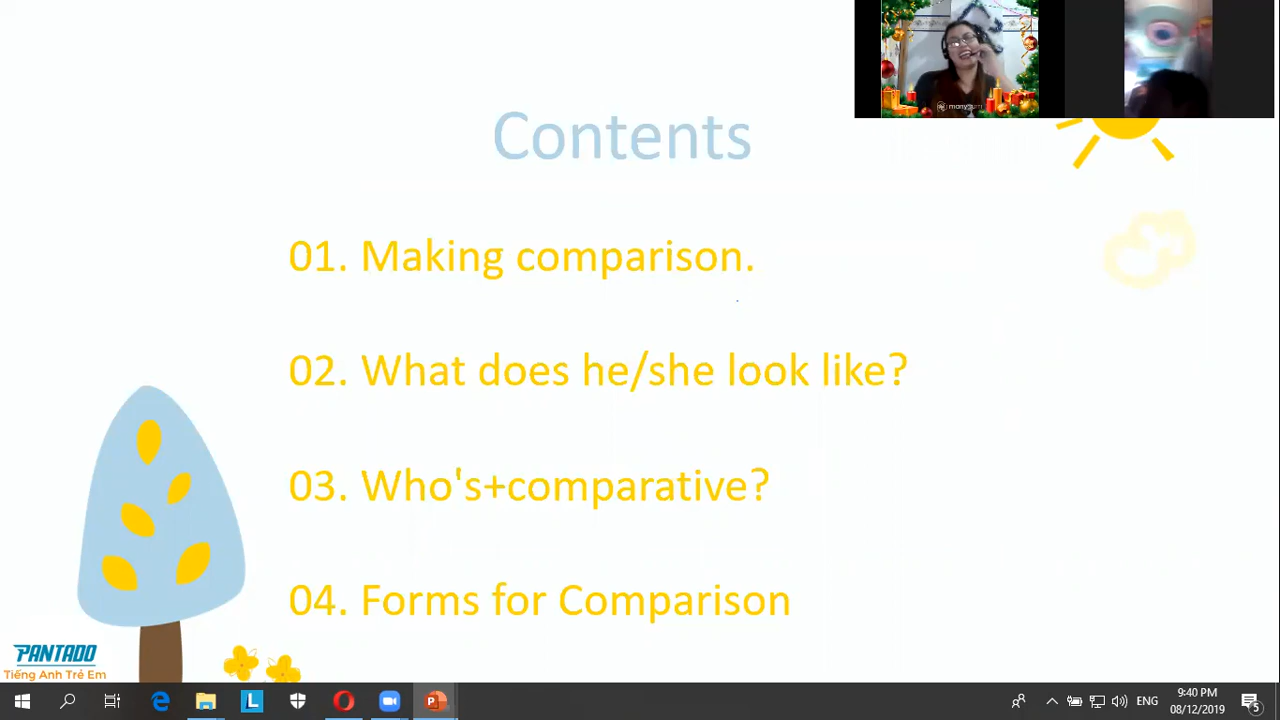 Contents
01. Making comparison.
02. What does he/she look like?
03. Who's+comparative?
04. Forms for Comparison
PANTADO
Tiếng Anh Trẻ Em
manycam
ENG
9:40 PM
08/12/2019
5